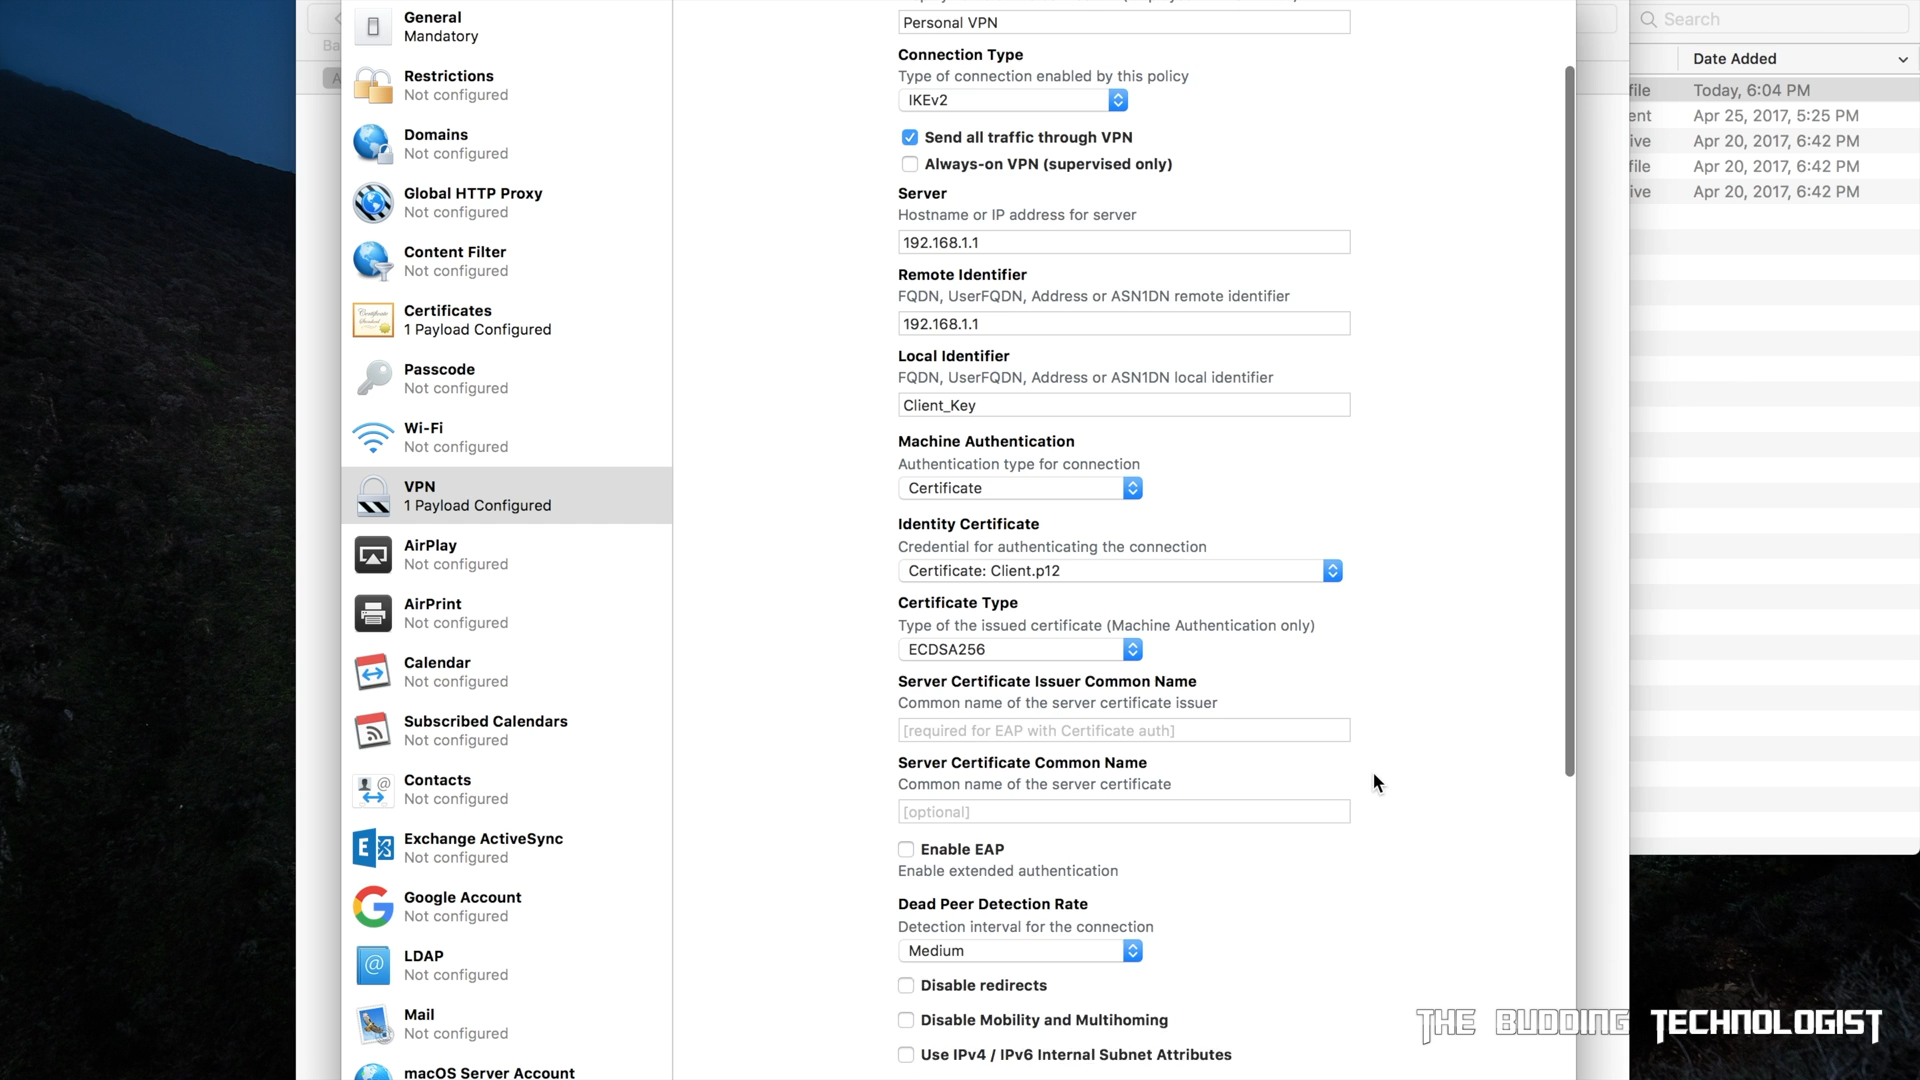 General
Mandatory
Restrictions
Not configured
Domains
Not configured
Global HTTP Proxy
Not configured
Content Filter
Not configured
Certificates
1 Payload Configured
Passcode
Not configured
Wi-Fi
Not configured
VPN
1 Payload Configured
AirPlay
Not configured
AirPrint
Not configured
Calendar
Not configured
Subscribed Calendars
Not configured
Contacts
Not configured
Exchange ActiveSync
Not configured
Google Account
Not configured
LDAP
Not configured
Mail
Not configured
macOS Server Account
Personal VPN
Connection Type
Type of connection enabled by this policy
IKEv2
Send all traffic through VPN
Always-on VPN (supervised only)
Server
Hostname or IP address for server
192.168.1.1
Remote Identifier
FQDN, UserFQDN, Address or ASN1DN remote identifier
192.168.1.1
Local Identifier
FQDN, UserFQDN, Address or ASN1DN local identifier
Client_Key
Machine Authentication
Authentication type for connection
Certificate
Identity Certificate
Credential for authenticating the connection
Certificate: Client.p12
Certificate Type
Type of the issued certificate (Machine Authentication only)
ECDSA256
Server Certificate Issuer Common Name
Common name of the server certificate issuer
[required for EAP with Certificate auth]
Server Certificate Common Name
Common name of the server certificate
[optional]
Enable EAP
Enable extended authentication
Dead Peer Detection Rate
Detection interval for the connection
Medium
Disable redirects
Disable Mobility and Multihoming
Use IPv4 / IPv6 Internal Subnet Attributes
Search
Date Added
file Today, 6:04 PM
ent Apr 25, 2017, 5:25 PM
ive Apr 20, 2017, 6:42 PM
file Apr 20, 2017, 6:42 PM
ive Apr 20, 2017, 6:42 PM
THE BUDDING TECHNOLOGIST